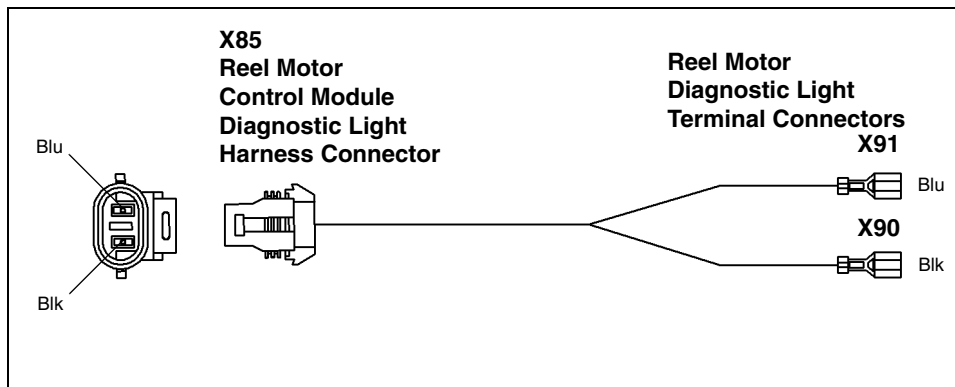 X85
Reel Motor
Control Module
Diagnostic Light
Harness Connector
Reel Motor
Diagnostic Light
Terminal Connectors
X91
Blu
Blu
X90
Blk
Blk